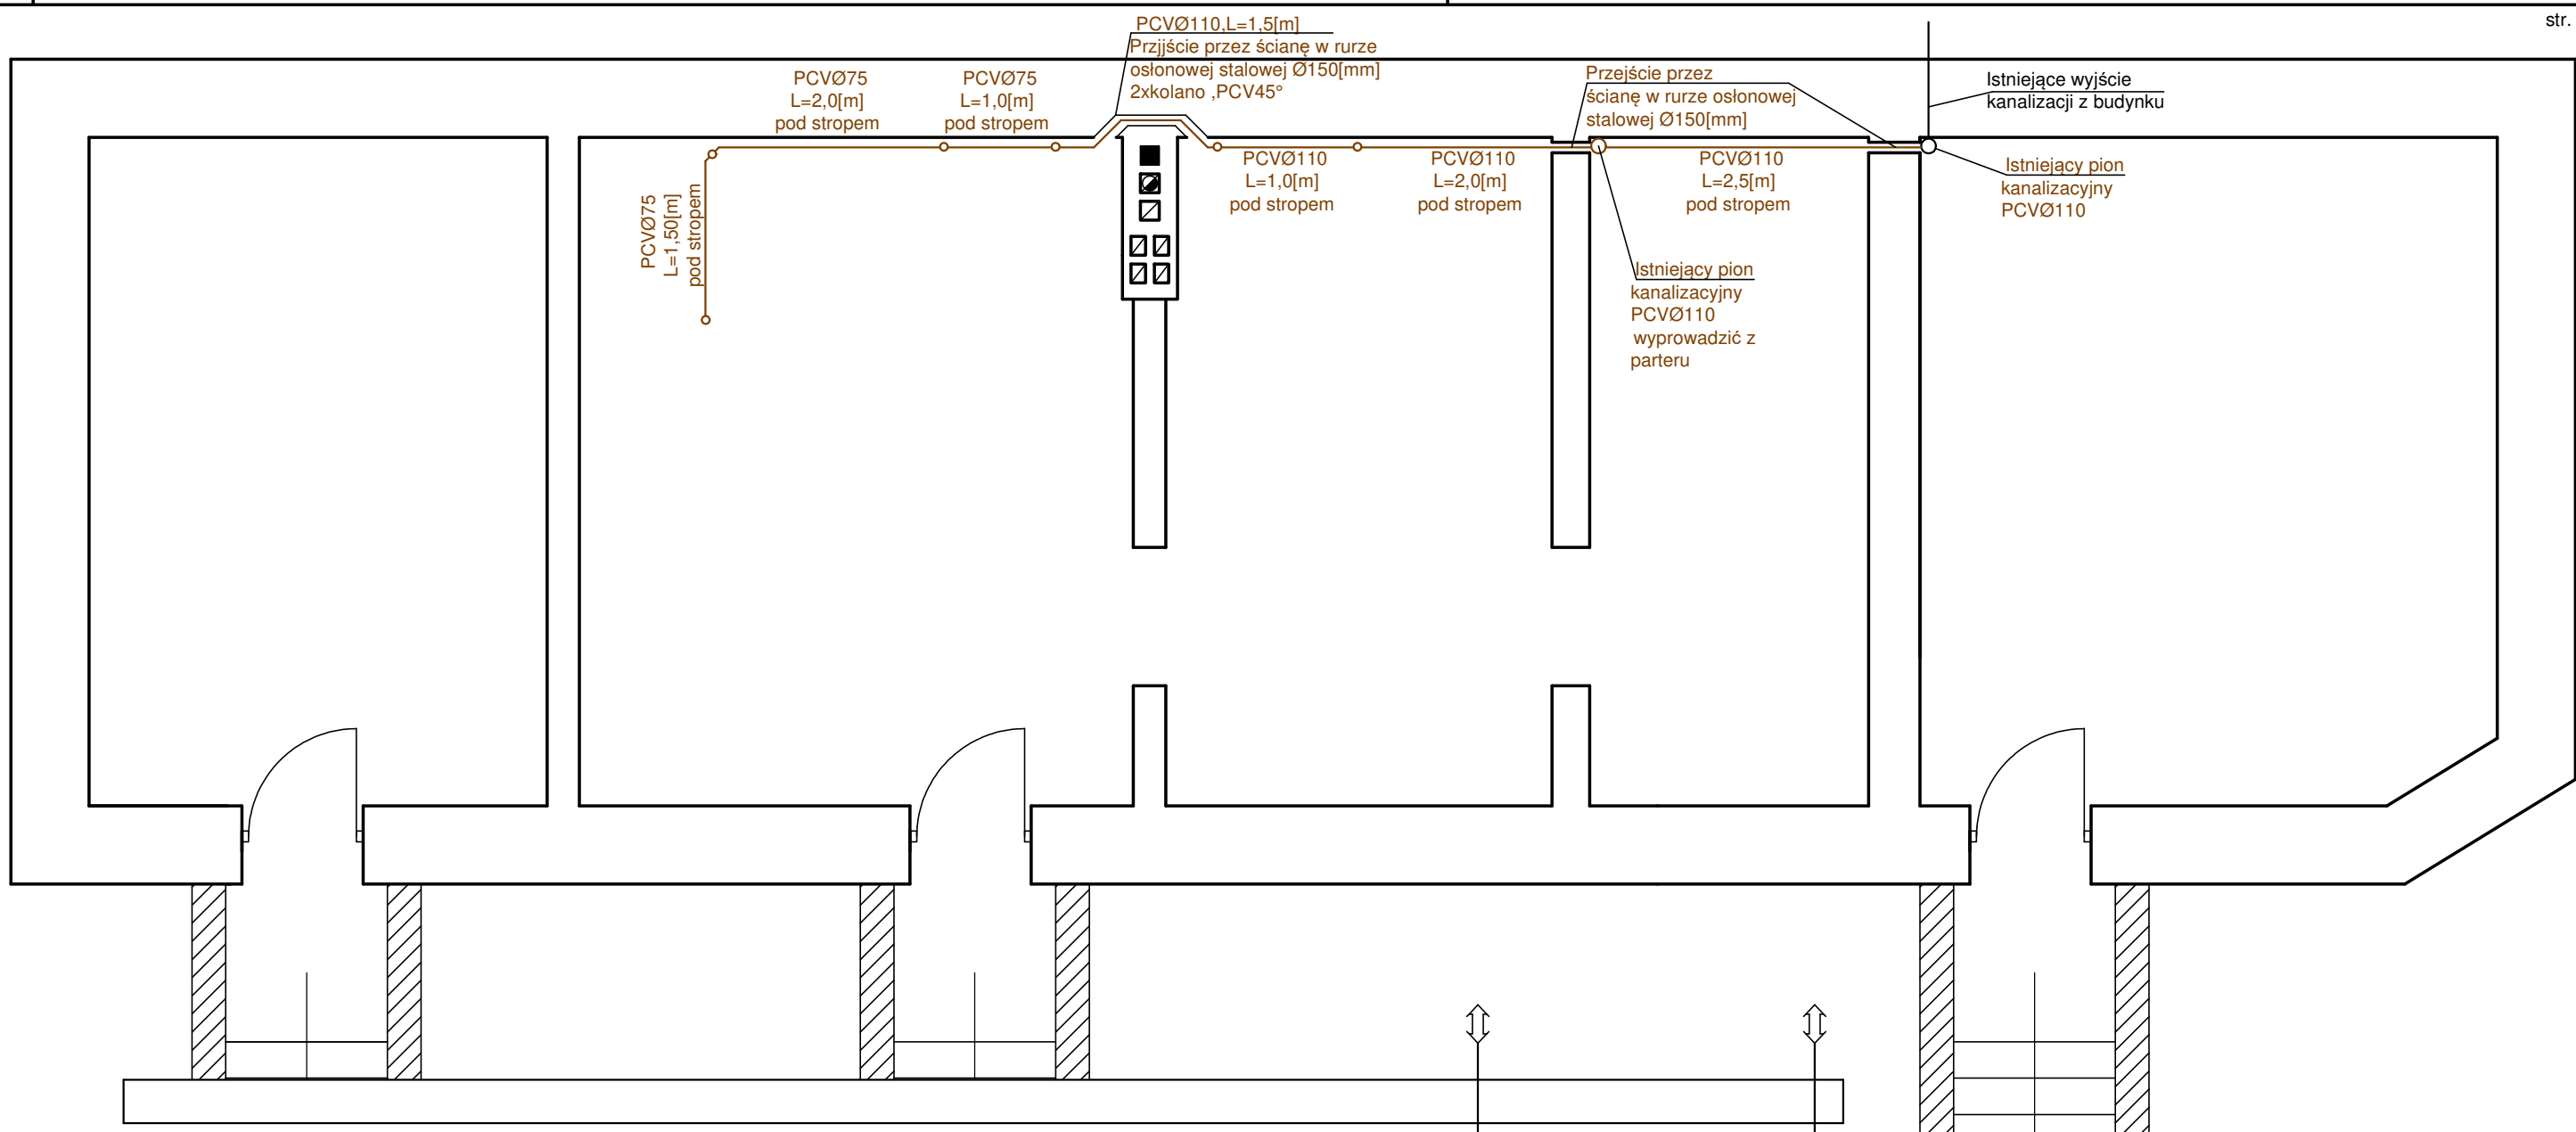 str.
PCVØ110,L=1,5[m]
Przjjście przez ścianę w rurze
osłonowej stalowej Ø150[mm]
2xkolano ,PCV45°
PCVØ75
L=2,0[m]
pod stropem
PCVØ75
L=1,0[m]
pod stropem
Przejście przez
ścianę w rurze osłonowej
stalowej Ø150[mm]
Istniejące wyjście
kanalizacji z budynku
PCVØ75
L=1,50[m]
pod stropem
PCVØ110
L=1,0[m]
pod stropem
PCVØ110
L=2,0[m]
pod stropem
PCVØ110
L=2,5[m]
pod stropem
Istniejący pion
kanalizacyjny
PCVØ110
Istniejący pion
kanalizacyjny
PCVØ110
wyprowadzić z
parteru